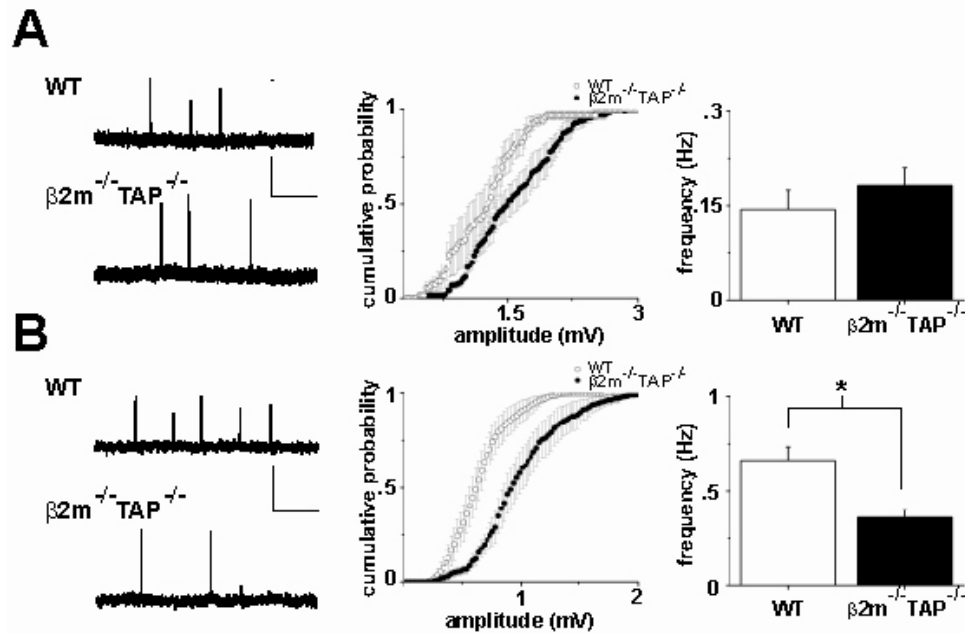 A
WT
β2m-/-TAP-/-
WT
β2m-/-TAP-/-
cumulative probability
1
.5
0
1.5
3
amplitude (mV)
frequency (Hz)
.3
.15
0
WT
β2m-/-TAP-/-
B
WT
β2m-/-TAP-/-
WT
β2m-/-TAP-/-
cumulative probability
1
.5
0
1
2
amplitude (mV)
*
frequency (Hz)
1
.5
0
WT
β2m-/-TAP-/-